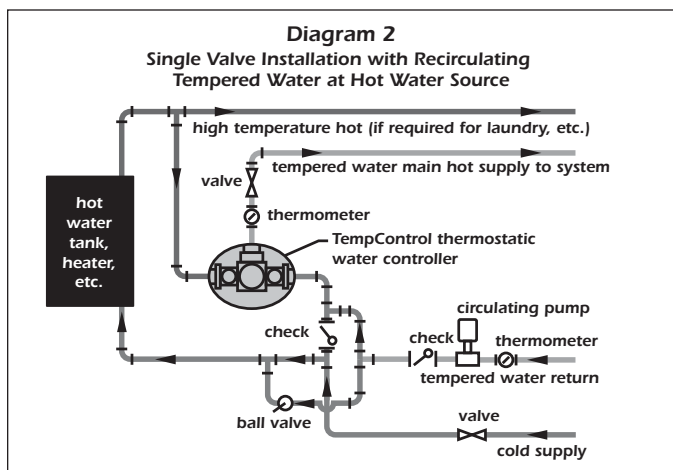 Diagram 2
Single Valve Installation with Recirculating
Tempered Water at Hot Water Source
high temperature hot (if required for laundry, etc.)
tempered water main hot supply to system
valve
thermometer
hot
water
tank,
heater,
etc.
TempControl thermostatic
water controller
circulating pump
check
check
thermometer
tempered water return
ball valve
valve
cold supply